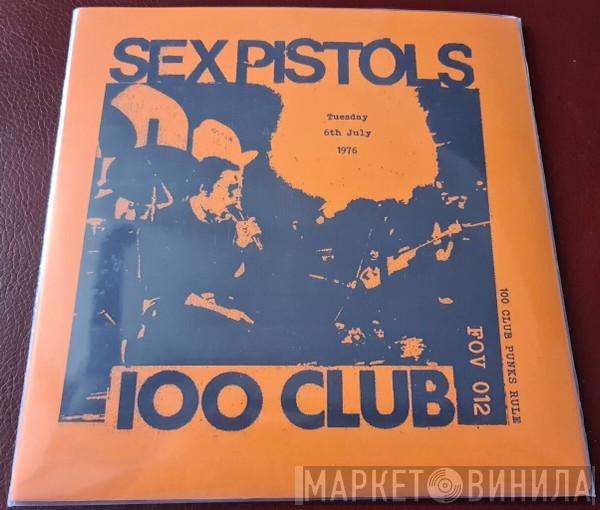 SEX PISTOLS
Tuesday
6th July
1976
100 CLUB PUNKS RULE
FOV 012
100 CLUB
МАРКЕТ ВИНИЛА